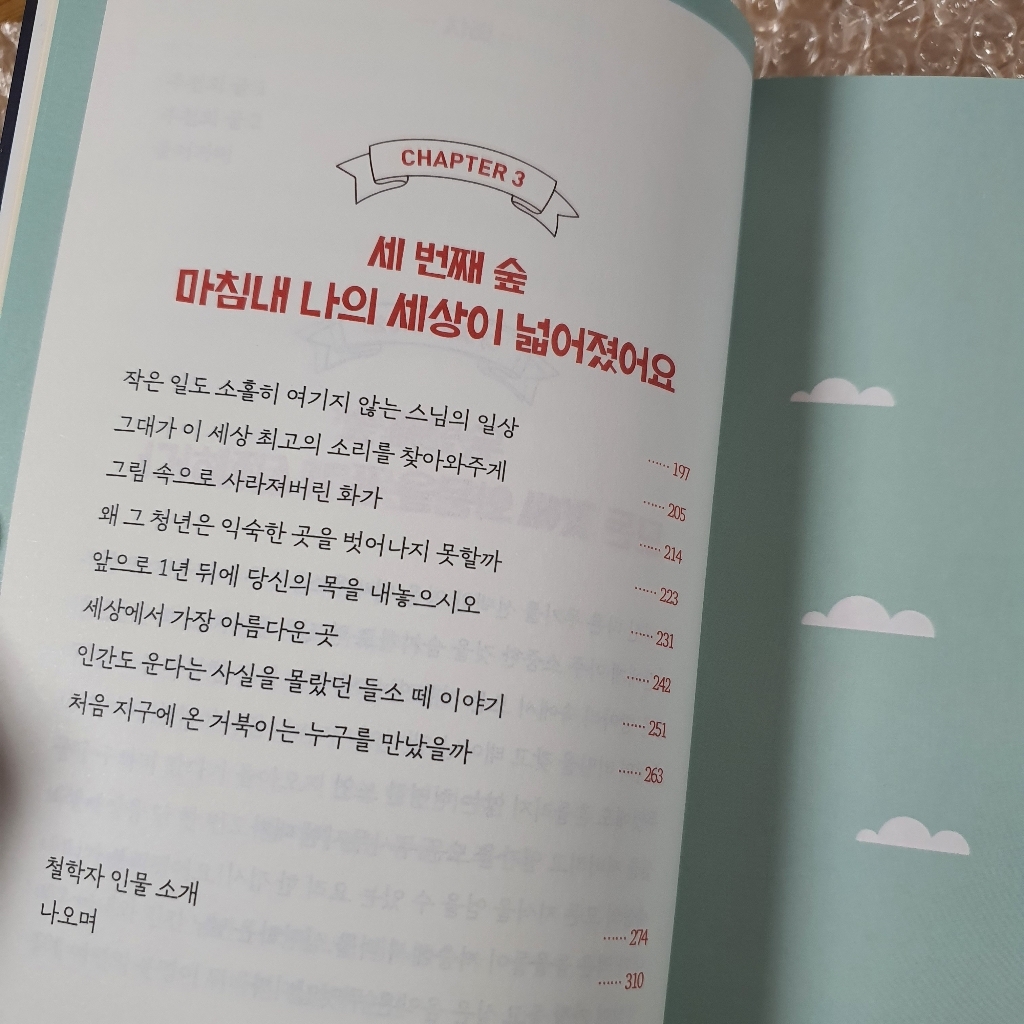 CHAPTER 3
세 번째 숲
마침내 나의 세상이 넓어졌어요
작은 일도 소홀히 여기지 않는 스님의 일상 ······ 197
그대가 이 세상 최고의 소리를 찾아와주게 ······ 205
그림 속으로 사라져버린 화가 ······ 214
왜 그 청년은 익숙한 곳을 벗어나지 못할까 ······ 223
앞으로 1년 뒤에 당신의 목을 내놓으시오 ······ 231
세상에서 가장 아름다운 곳 ······ 242
인간도 운다는 사실을 몰랐던 들소 떼 이야기 ······ 251
처음 지구에 온 거북이는 누구를 만났을까 ······ 263
철학자 인물 소개 ······ 274
나오며 ······ 310